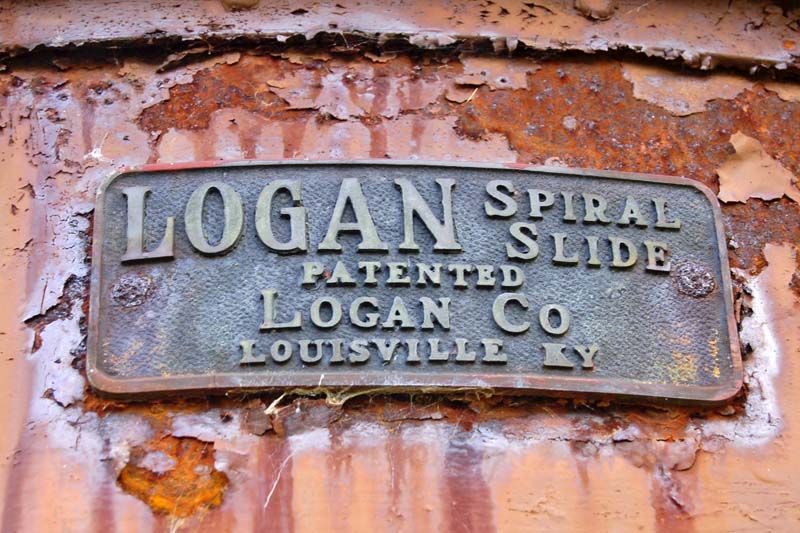 LOGAN SPIRAL SLIDE
PATENTED
LOGAN CO
LOUISVILLE KY